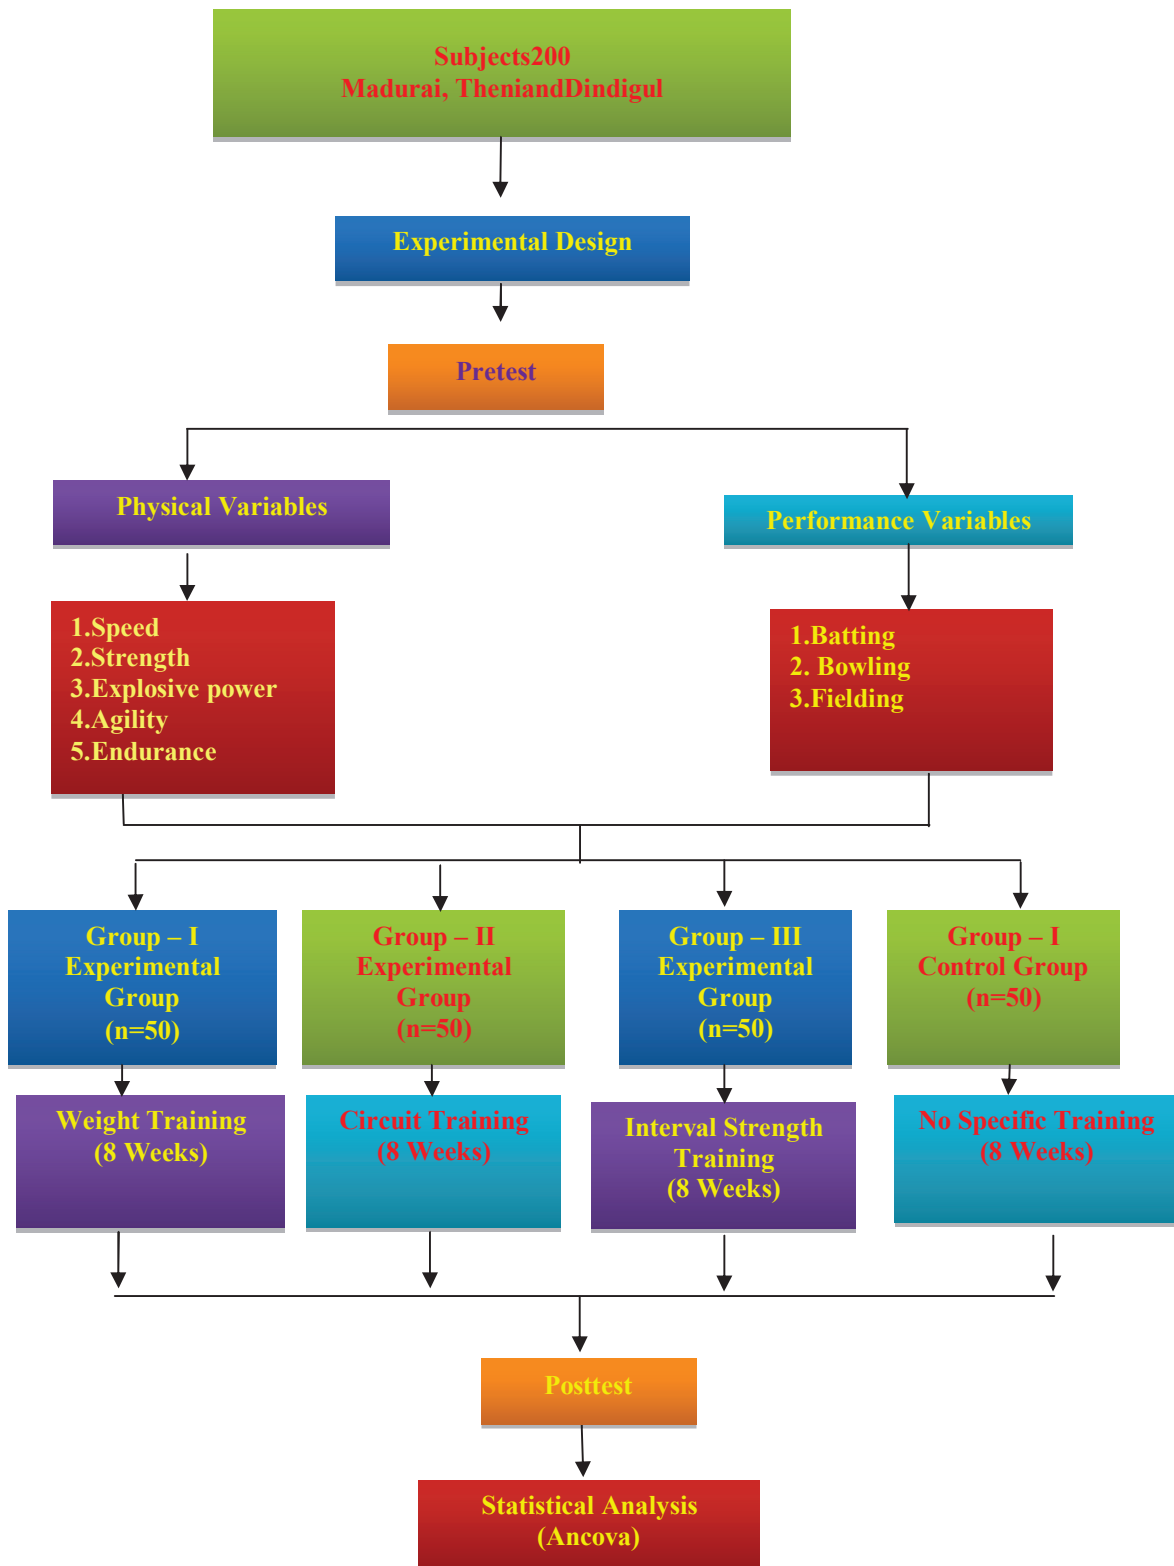 Subjects200
Madurai, TheniandDindigul
Experimental Design
Pretest
Physical Variables
Performance Variables
1.Speed
2.Strength
3.Explosive power
4.Agility
5.Endurance
1.Batting
2. Bowling
3.Fielding
Group – I
Experimental
Group
(n=50)
Group – II
Experimental
Group
(n=50)
Group – III
Experimental
Group
(n=50)
Group – I
Control Group
(n=50)
Weight Training
(8 Weeks)
Circuit Training
(8 Weeks)
Interval Strength
Training
(8 Weeks)
No Specific Training
(8 Weeks)
Posttest
Statistical Analysis
(Ancova)